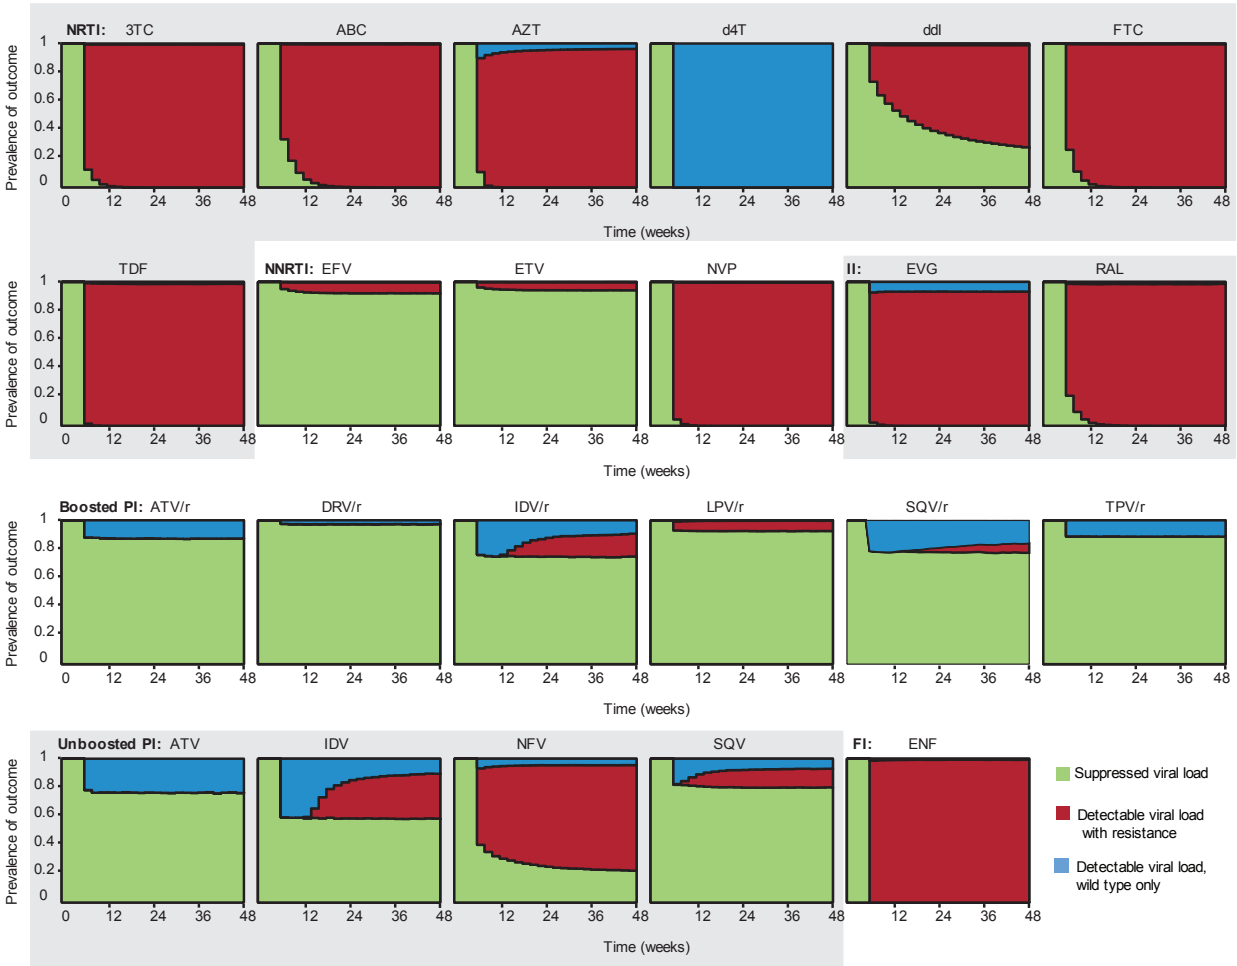 NRTI: 3TC ABC AZT d4T ddI FTC
Prevalence of outcome
1
0.8
0.6
0.4
0.2
0
0 12 24 36 48 12 24 36 48 12 24 36 48 12 24 36 48 12 24 36 48 12 24 36 48
Time (weeks)
TDF NNRTI: EFV ETV NVP II: EVG RAL
Prevalence of outcome
1
0.8
0.6
0.4
0.2
0
0 12 24 36 48 12 24 36 48 12 24 36 48 12 24 36 48 12 24 36 48 12 24 36 48
Time (weeks)
Boosted PI: ATV/r DRV/r IDV/r LPV/r SQV/r TPV/r
Prevalence of outcome
1
0.8
0.6
0.4
0.2
0
0 12 24 36 48 12 24 36 48 12 24 36 48 12 24 36 48 12 24 36 48 12 24 36 48
Time (weeks)
Unboosted PI: ATV IDV NFV SQV FI: ENF
Prevalence of outcome
1
0.8
0.6
0.4
0.2
0
0 12 24 36 48 12 24 36 48 12 24 36 48 12 24 36 48 12 24 36 48
Time (weeks)
Suppressed viral load
Detectable viral load
with resistance
Detectable viral load,
wild type only